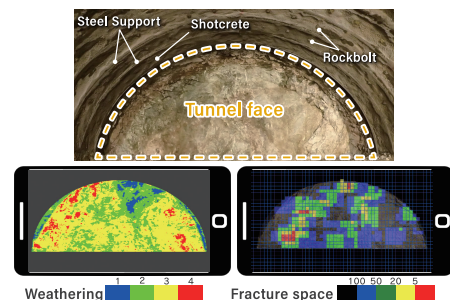 Steel Support
Shotcrete
Rockbolt
Tunnel face
Weathering
1 2 3 4
Fracture space
100 50 20 5